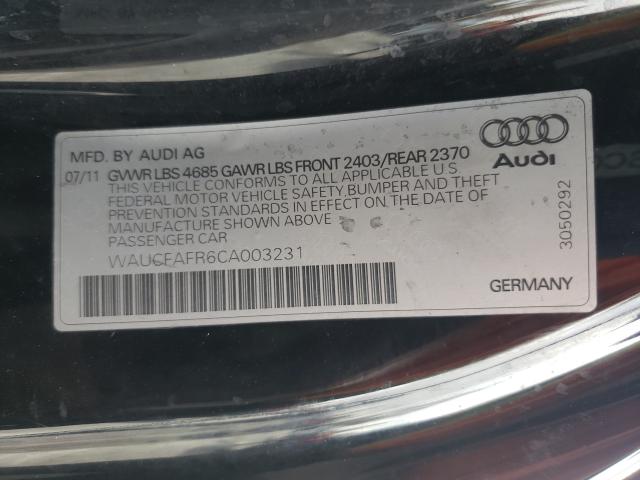 MFD. BY AUDI AG
07/11 GVWR LBS 4685 GAWR LBS FRONT 2403/REAR 2370
THIS VEHICLE CONFORMS TO ALL APPLICABLE U.S
FEDERAL MOTOR VEHICLE SAFETY,BUMPER AND THEFT
PREVENTION STANDARDS IN EFFECT ON THE DATE OF
MANUFACTURE SHOWN ABOVE
PASSENGER CAR
WAUCFAFR6CA003231
Audi
3050292
GERMANY